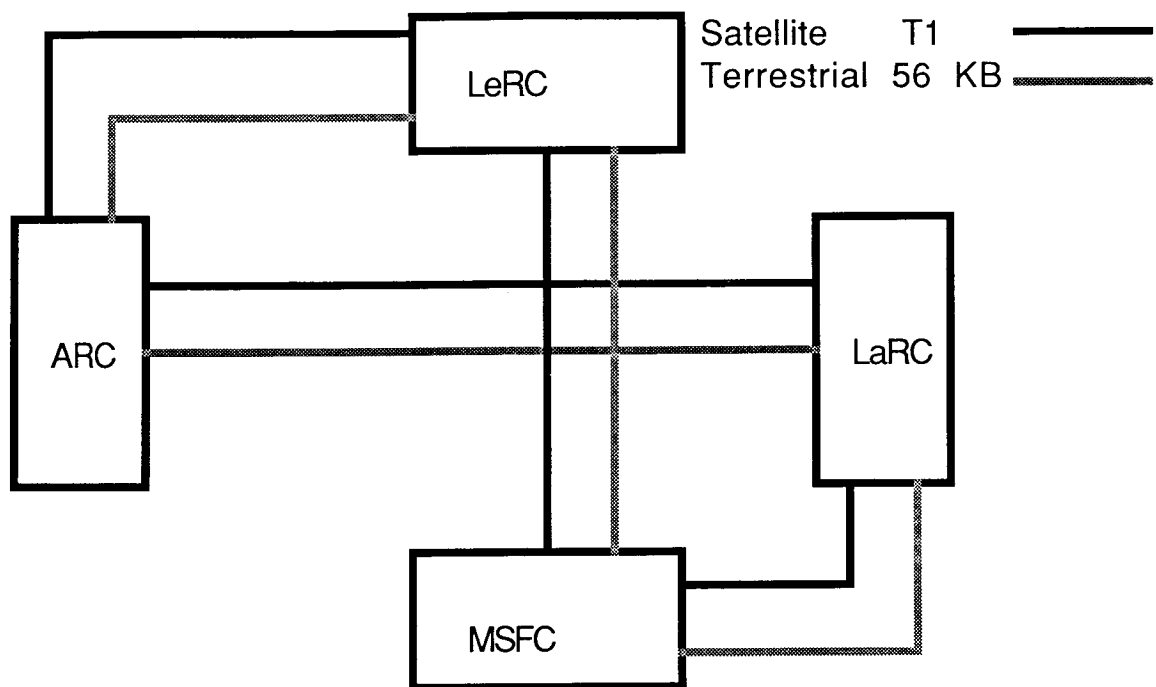 Satellite T1
Terrestrial 56 KB
LeRC
ARC
LaRC
MSFC